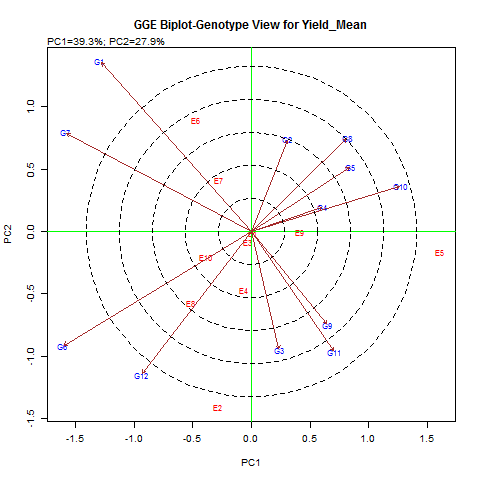 GGE Biplot-Genotype View for Yield_Mean
PC1=39.3%; PC2=27.9%
G1
E6
G7
G2
E7
G5
G10
G4
E9
E3
E5
E10
E4
E8
G9
G6
G3
G11
G12
E2
PC2
1.0
0.5
0.0
-0.5
-1.0
-1.5
-1.5
-1.0
-0.5
0.0
0.5
1.0
1.5
PC1